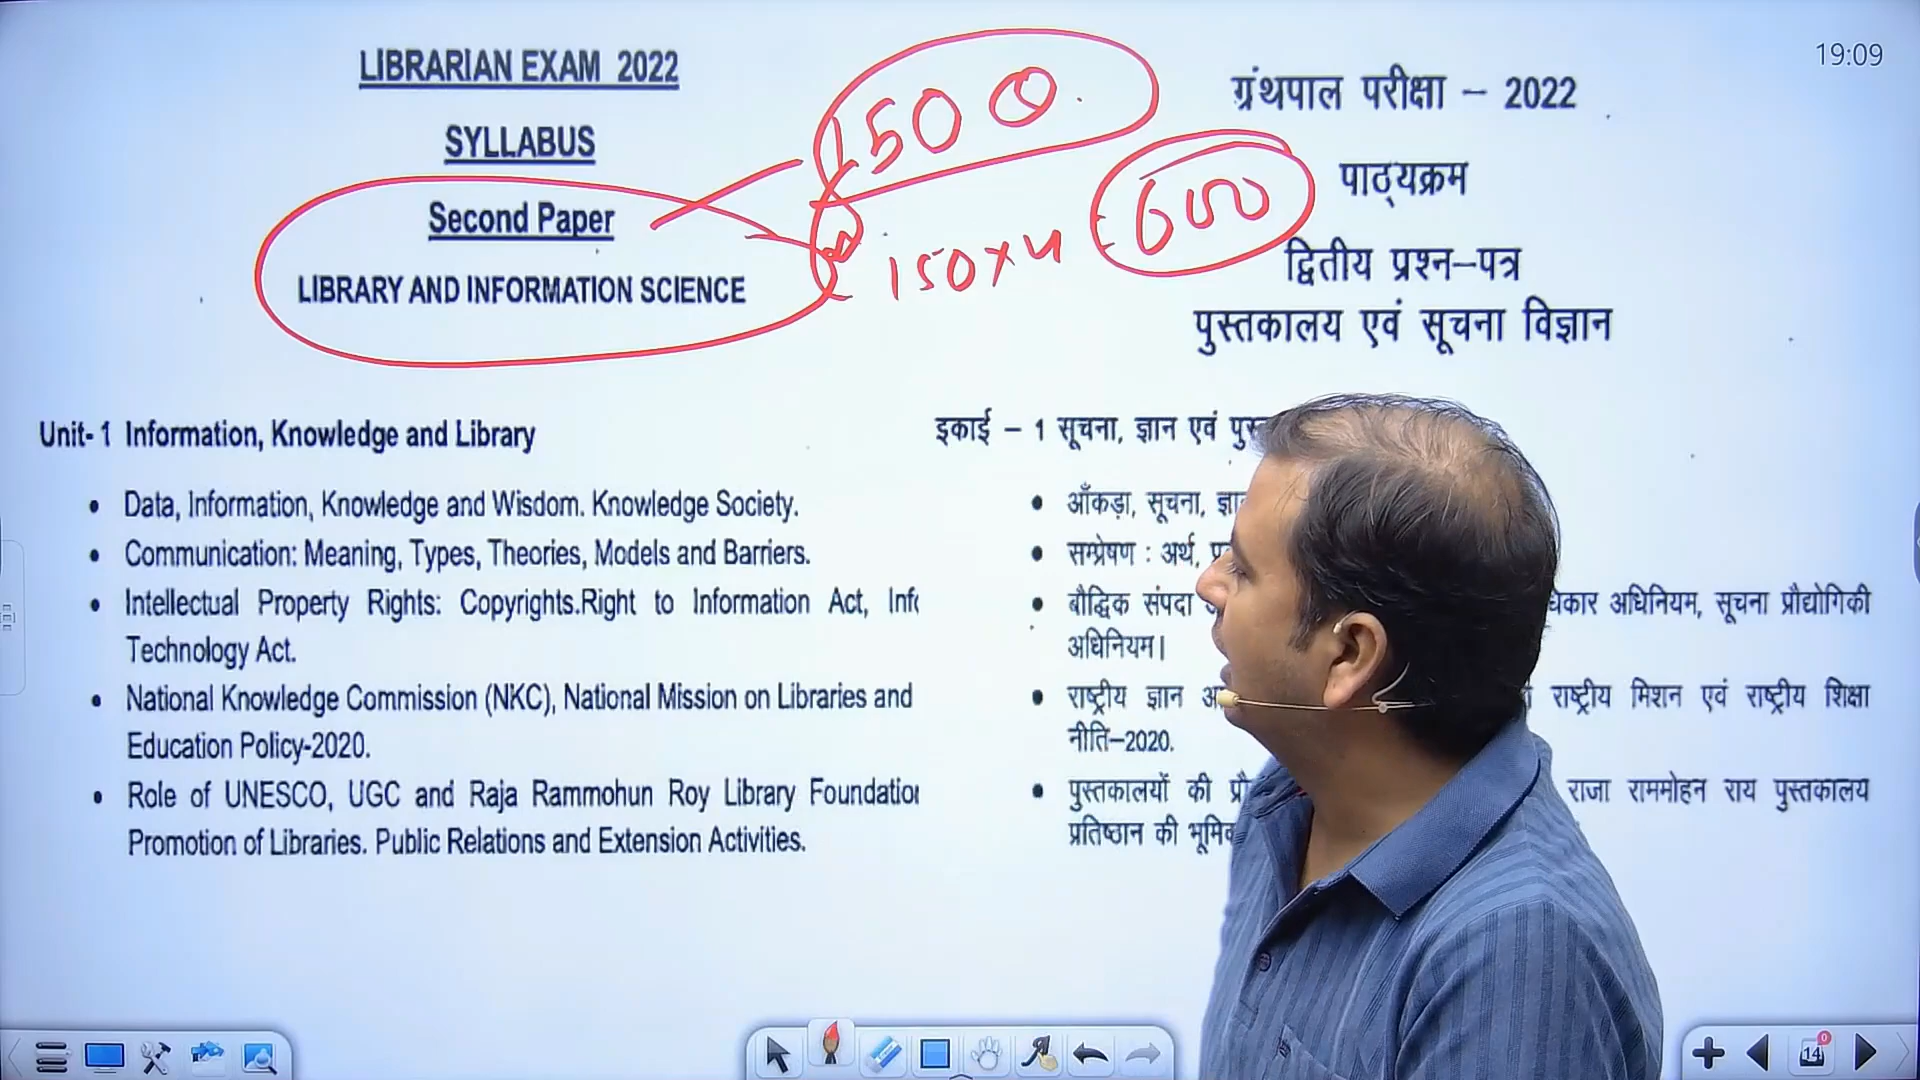 LIBRARIAN EXAM 2022
SYLLABUS
Second Paper
LIBRARY AND INFORMATION SCIENCE
150 Q
150x4 600
Unit- 1 Information, Knowledge and Library
• Data, Information, Knowledge and Wisdom. Knowledge Society.
• Communication: Meaning, Types, Theories, Models and Barriers.
• Intellectual Property Rights: Copyrights.Right to Information Act,
Technology Act.
• National Knowledge Commission (NKC), National Mission on Libraries and
Education Policy-2020.
• Role of UNESCO, UGC and Raja Rammohun Roy Library
Promotion of Libraries. Public Relations and Extension Activities.
19:09
ग्रंथपाल परीक्षा – 2022
पाठ्यक्रम
द्वितीय प्रश्न–पत्र
पुस्तकालय एवं सूचना विज्ञान
इकाई – 1 सूचना, ज्ञान एवं
• आँकड़ा, सूचना,
• सम्प्रेषण : अर्थ,
• बौद्धिक संपदा अधिनियम, सूचना प्रौद्योगिकी
अधिनियम।
• राष्ट्रीय ज्ञान राष्ट्रीय मिशन एवं राष्ट्रीय शिक्षा
नीति–2020.
• पुस्तकालयों की राजा राममोहन राय पुस्तकालय
प्रतिष्ठान की
14
0